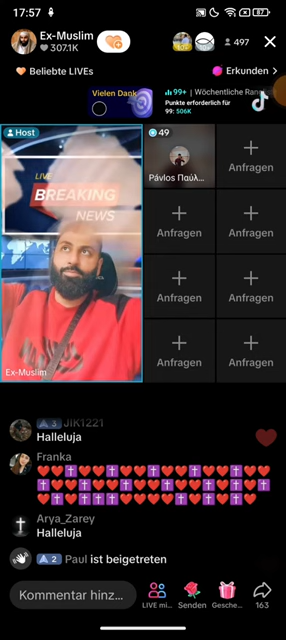 17:57
87
Ex-Muslim
307.1K
497
Beliebte LIVEs
Erkunden
Vielen Dank
99+ | Wöchentliche Ran
Punkte erforderlich für
99: 506K
Host
LIVE
BREAKING
NEWS
Ex-Muslim
49
Pávlos Παύλ...
Anfragen
Anfragen
Anfragen
Anfragen
Anfragen
Anfragen
Anfragen
3 JIK1221
Halleluja
Franka
❤️❤️✝️❤️❤️✝️❤️❤️✝️❤️❤️✝️❤️❤️✝️❤️❤️
Arya_Zarey
Halleluja
2 Paul ist beigetreten
Kommentar hinz...
LIVE mi...
Senden
Gesche...
163